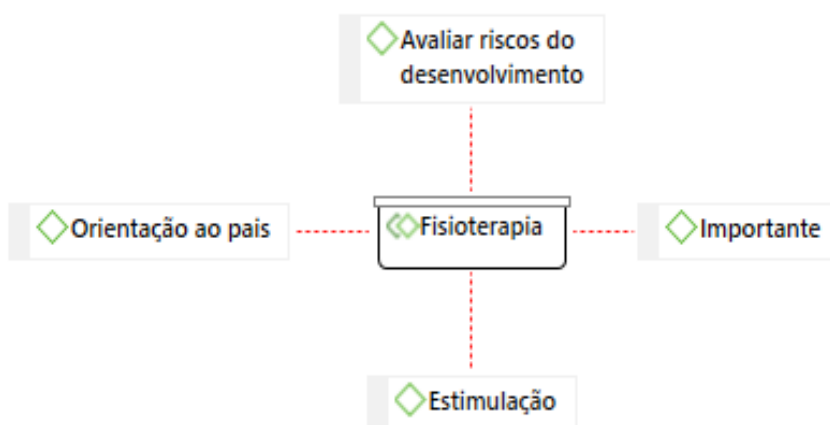 Avaliar riscos do
desenvolvimento
Orientação ao pais
Fisioterapia
Importante
Estimulação